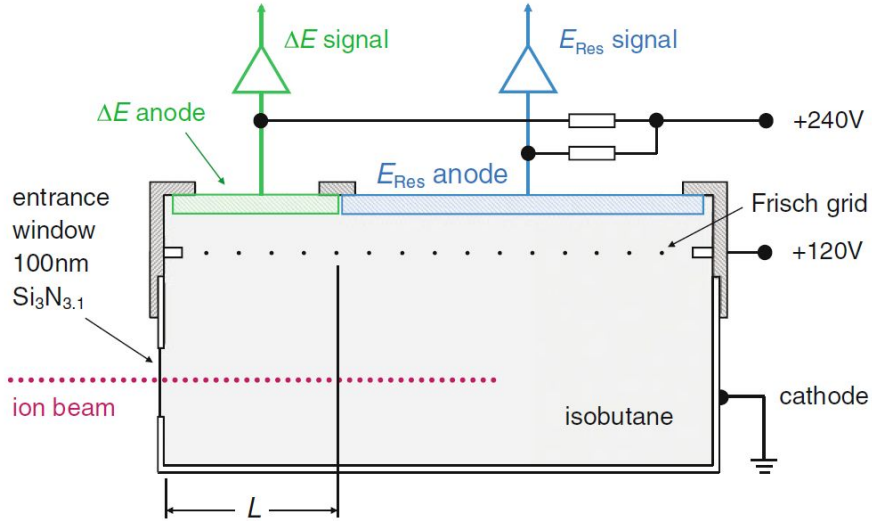 ΔE signal
E_Res signal
ΔE anode
+240V
E_Res anode
entrance
window
100nm
Si₃N₃.₁
Frisch grid
+120V
ion beam
cathode
isobutane
L